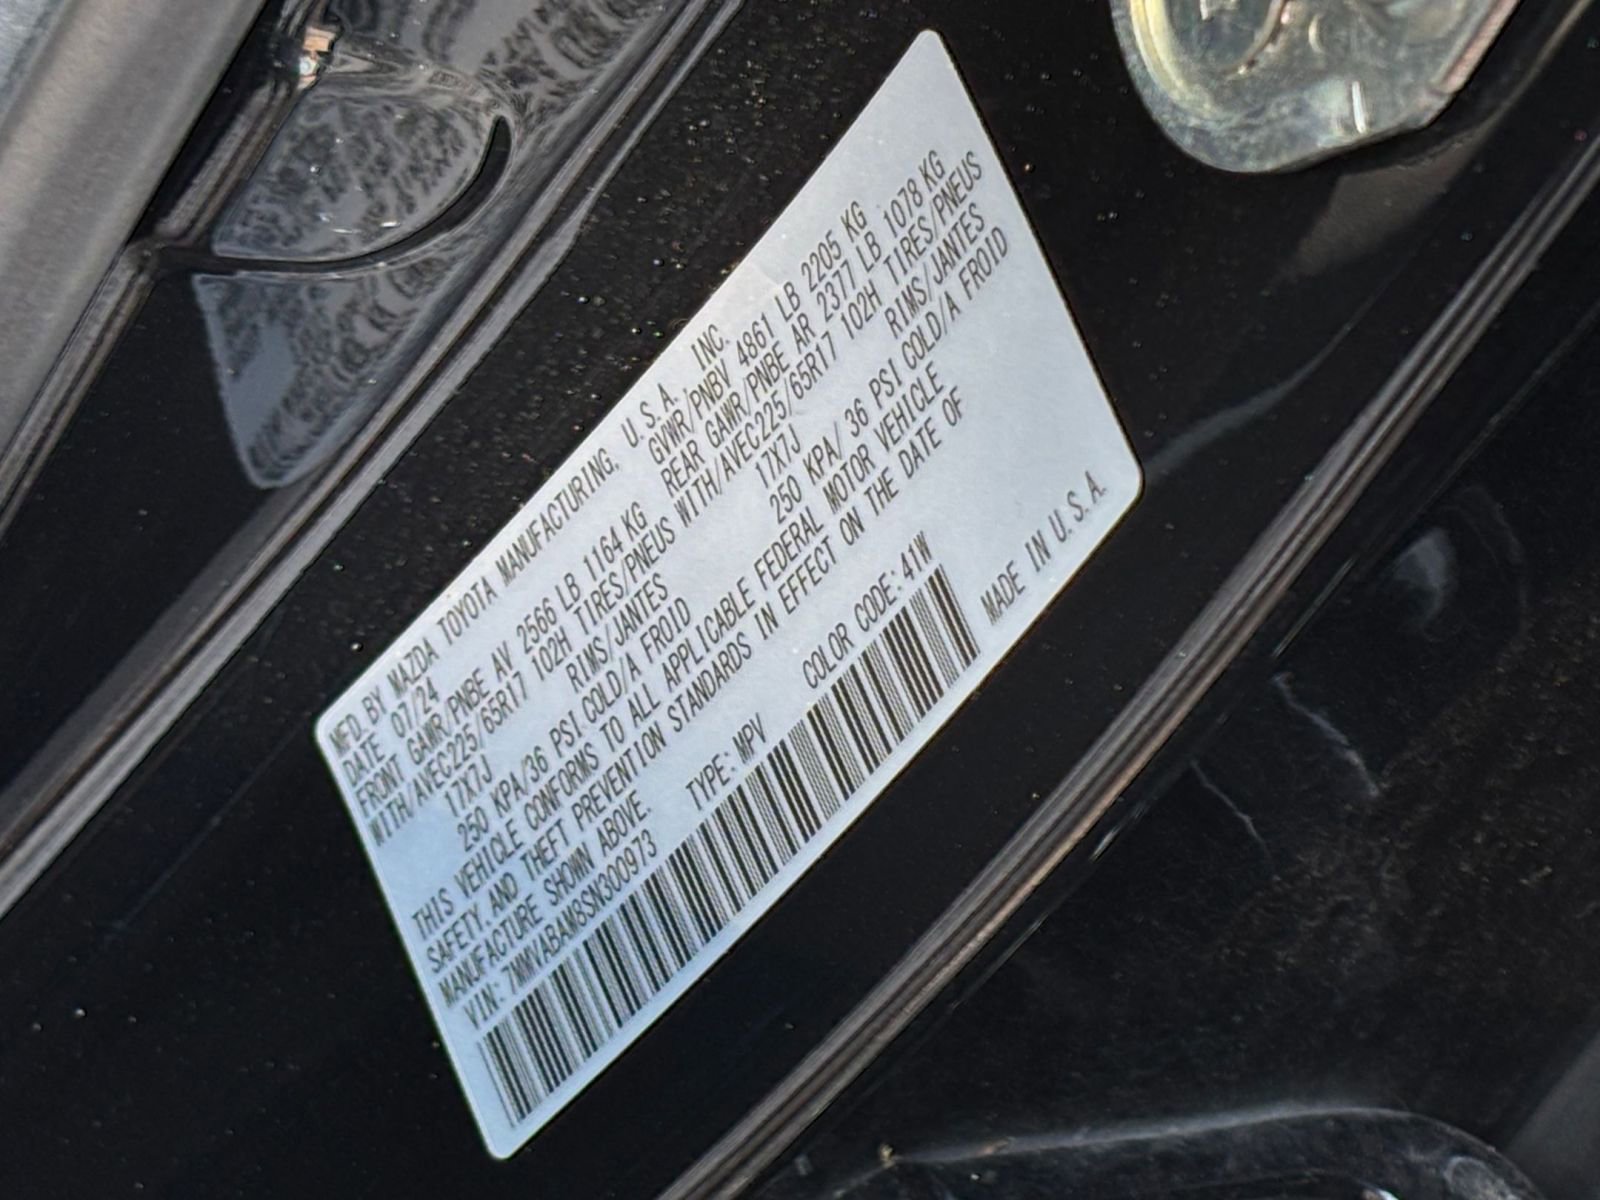 MFD. BY MAZDA TOYOTA MANUFACTURING, U.S.A., INC.
DATE 07/24 GVWR/PNBV 4861 LB 2205 KG
FRONT GAWR/PNBE AV 2566 LB 1164 KG REAR GAWR/PNBE AR 2377 LB 1078 KG
WITH/AVEC225/65R17 102H TIRES/PNEUS WITH/AVEC225/65R17 102H TIRES/PNEUS
17X7J RIMS/JANTES 17X7J RIMS/JANTES
250 KPA/36 PSI COLD/A FROID 250 KPA/ 36 PSI COLD/A FROID
THIS VEHICLE CONFORMS TO ALL APPLICABLE FEDERAL MOTOR VEHICLE
SAFETY, AND THEFT PREVENTION STANDARDS IN EFFECT ON THE DATE OF
MANUFACTURE SHOWN ABOVE.
VIN: 7MMVABAM8SN300973 TYPE: MPV COLOR CODE: 41W
MADE IN U.S.A.